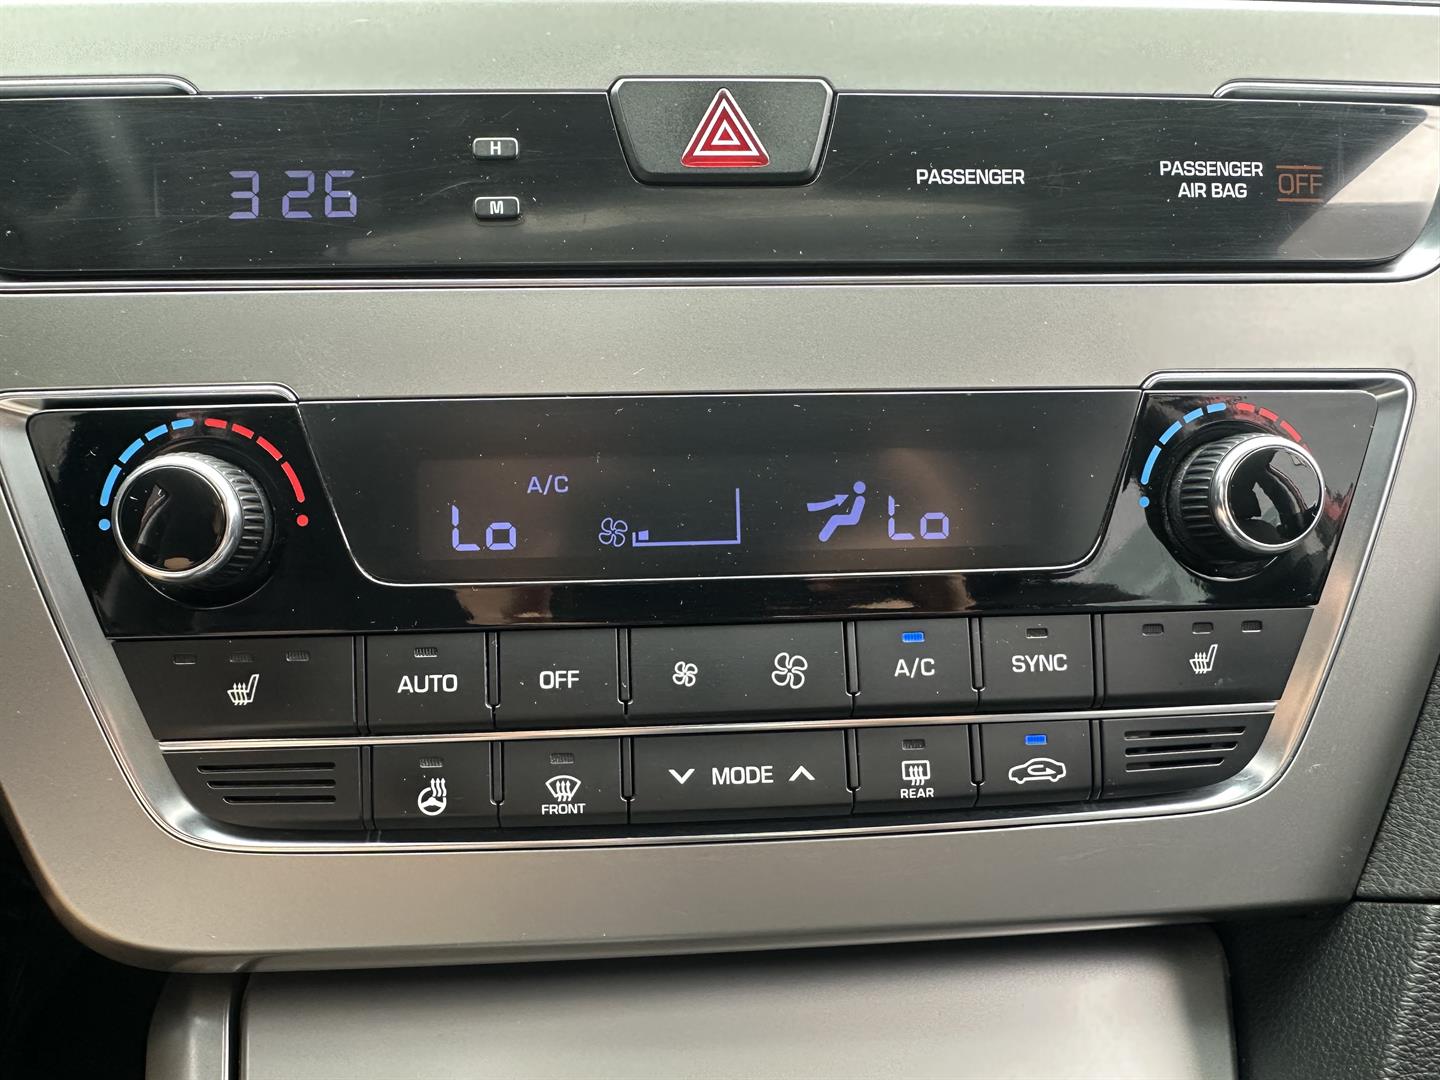 3 26
H
M
PASSENGER
PASSENGER
AIR BAG
OFF
A/C
Lo
Lo
AUTO
OFF
A/C
SYNC
FRONT
MODE
REAR